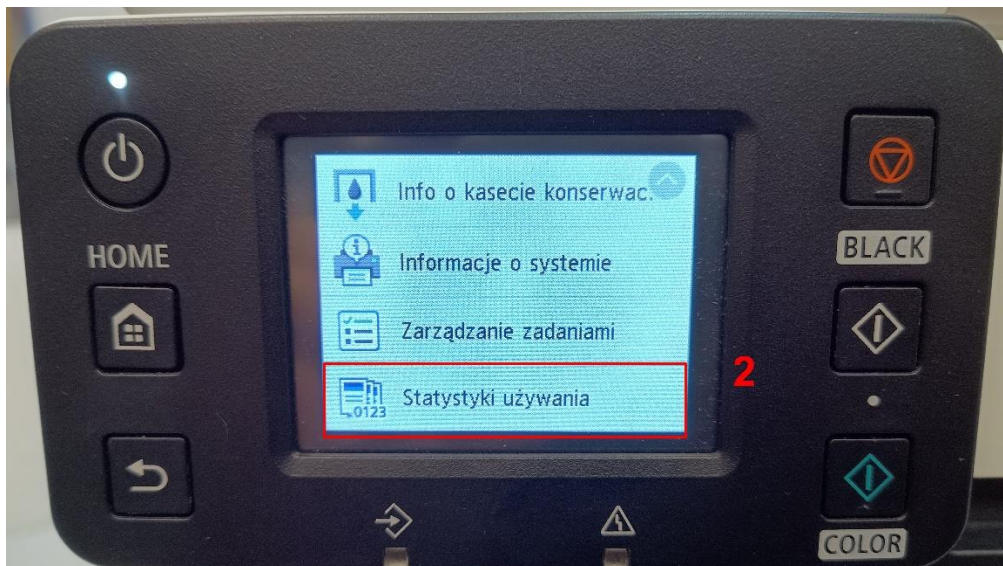 Info o kasecie konserwac.
HOME
Informacje o systemie
BLACK
Zarządzanie zadaniami
2
Statystyki używania
0123
COLOR